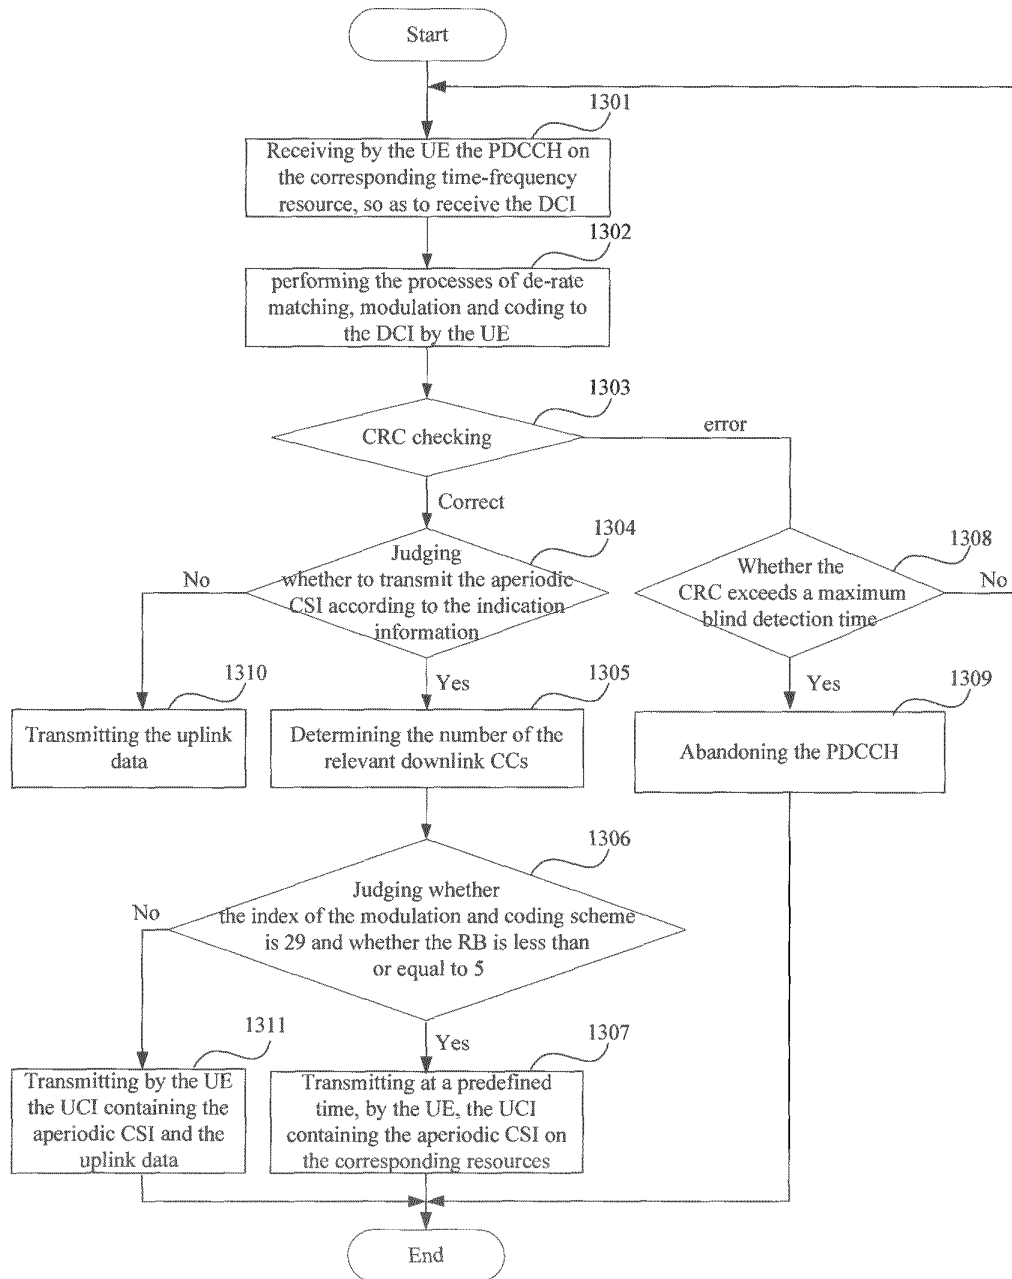 Start
1301
Receiving by the UE the PDCCH on
the corresponding time-frequency
resource, so as to receive the DCI
1302
performing the processes of de-rate
matching, modulation and coding to
the DCI by the UE
1303
CRC checking
error
Correct
1304
Judging
whether to transmit the aperiodic
CSI according to the indication
information
No
1308
Whether the
CRC exceeds a maximum
blind detection time
No
Yes
Yes
1310
Transmitting the uplink
data
1305
Determining the number of the
relevant downlink CCs
1309
Abandoning the PDCCH
1306
Judging whether
the index of the modulation and coding scheme
is 29 and whether the RB is less than
or equal to 5
No
Yes
1311
Transmitting by the UE
the UCI containing the
aperiodic CSI and the
uplink data
1307
Transmitting at a predefined
time, by the UE, the UCI
containing the aperiodic CSI on
the corresponding resources
End